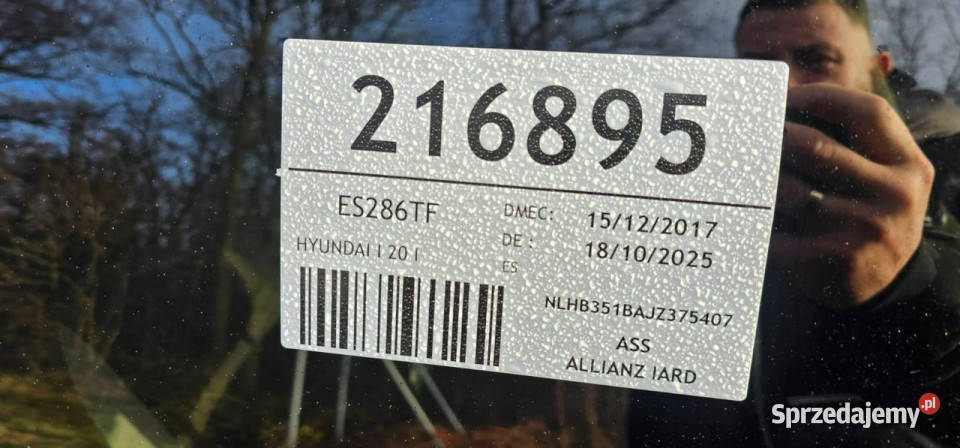 216895
ES286TF
DMEC: 15/12/2017
DE : 18/10/2025
HYUNDAI I 20 I
ES
NLHB351BAJZ375407
ASS
ALLIANZ IARD
Sprzedajemy.pl